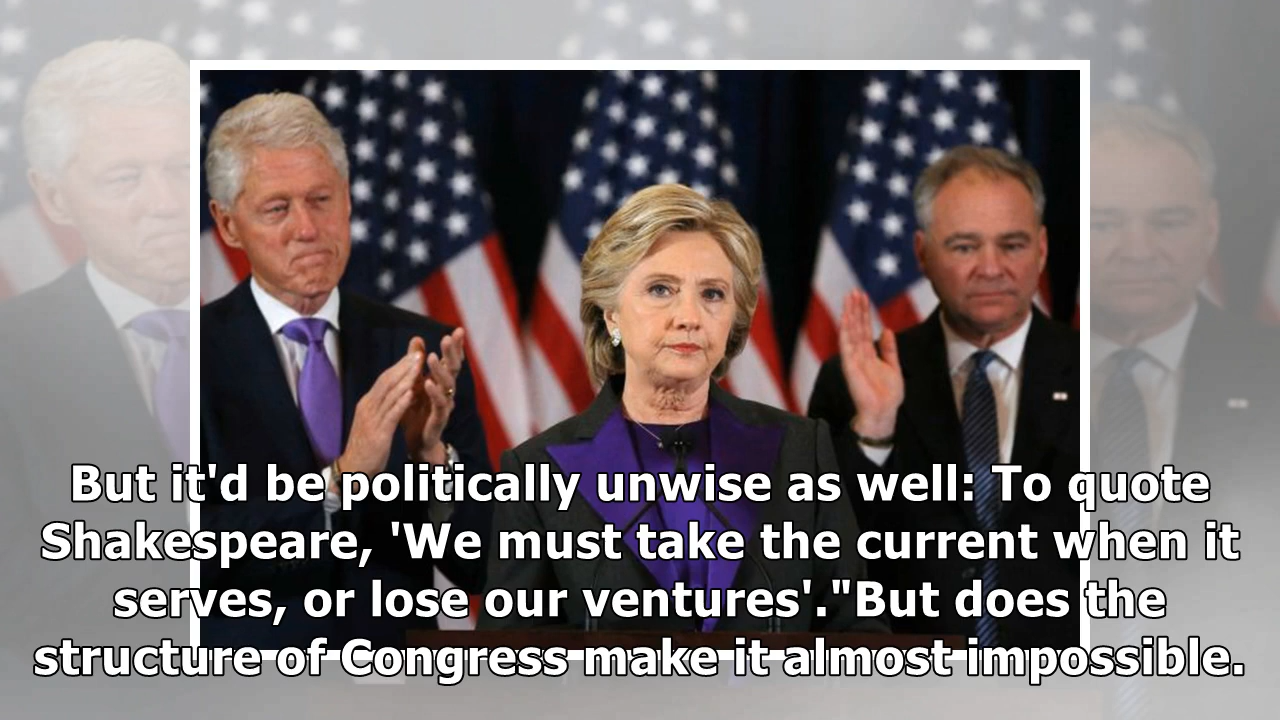 But it'd be politically unwise as well: To quote
Shakespeare, 'We must take the current when it
serves, or lose our ventures'."But does the
structure of Congress make it almost impossible.